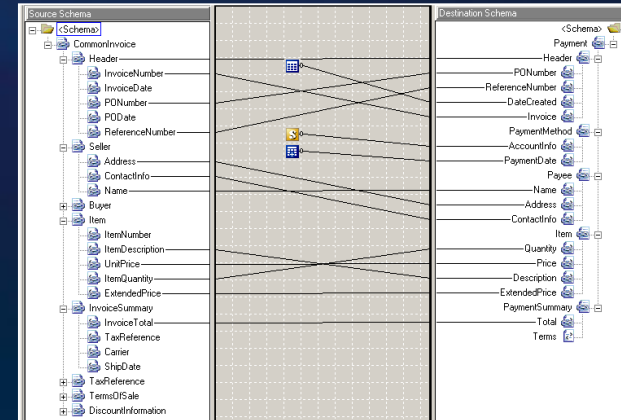 Source Schema
<Schema>
CommonInvoice
Header
InvoiceNumber
InvoiceDate
PONumber
PODate
ReferenceNumber
Seller
Address
ContactInfo
Name
Buyer
Item
ItemNumber
ItemDescription
UnitPrice
ItemQuantity
ExtendedPrice
InvoiceSummary
InvoiceTotal
TaxReference
Carrier
ShipDate
TaxReference
TermsOfSale
DiscountInformation
Destination Schema
<Schema>
Payment
Header
PONumber
ReferenceNumber
DateCreated
Invoice
PaymentMethod
AccountInfo
PaymentDate
Payee
Name
Address
ContactInfo
Item
Quantity
Price
Description
ExtendedPrice
PaymentSummary
Total
Terms